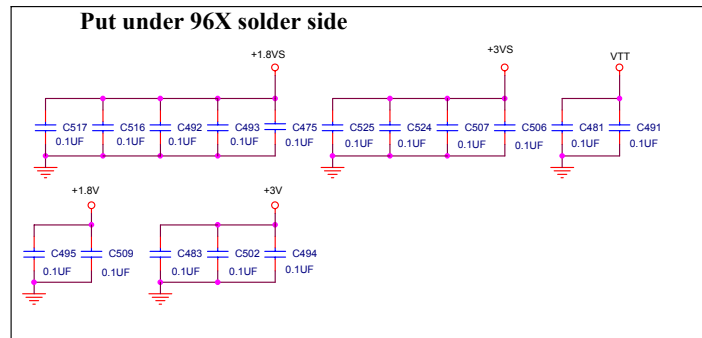 Put under 96X solder side
+1.8VS +3VS VTT
C517 C516 C492 C493 C475 C525 C524 C507 C506 C481 C491
0.1UF 0.1UF 0.1UF 0.1UF 0.1UF 0.1UF 0.1UF 0.1UF 0.1UF 0.1UF 0.1UF
+1.8V +3V
C495 C509 C483 C502 C494
0.1UF 0.1UF 0.1UF 0.1UF 0.1UF